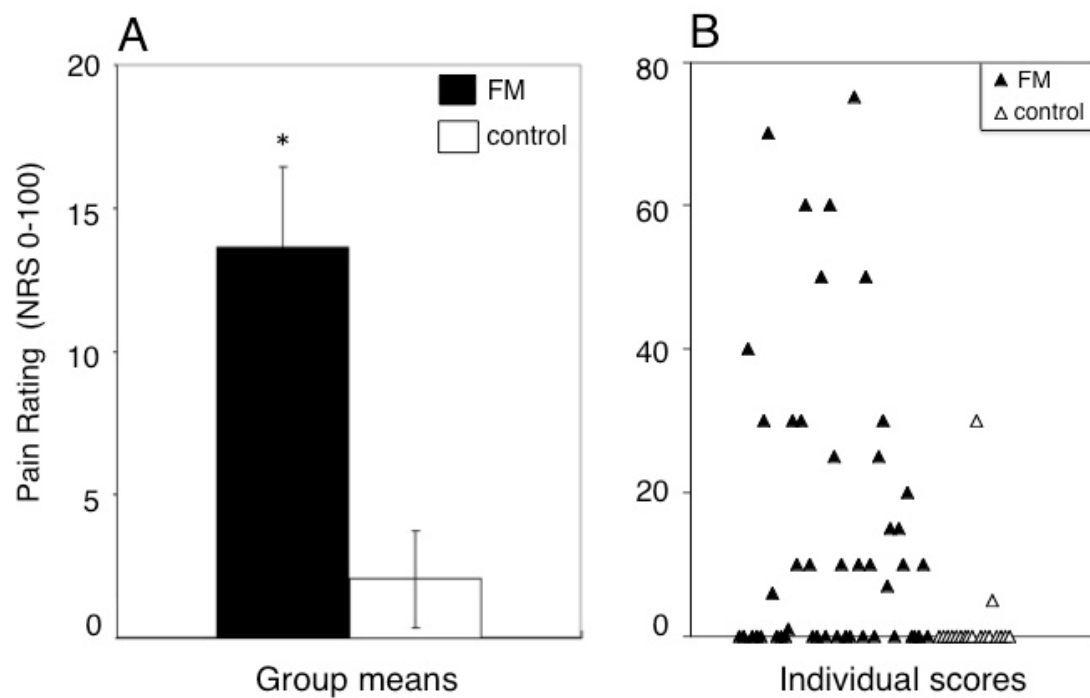 A
20
15
10
5
0
Pain Rating (NRS 0-100)
*
FM
control
Group means
B
80
60
40
20
0
FM
control
Individual scores